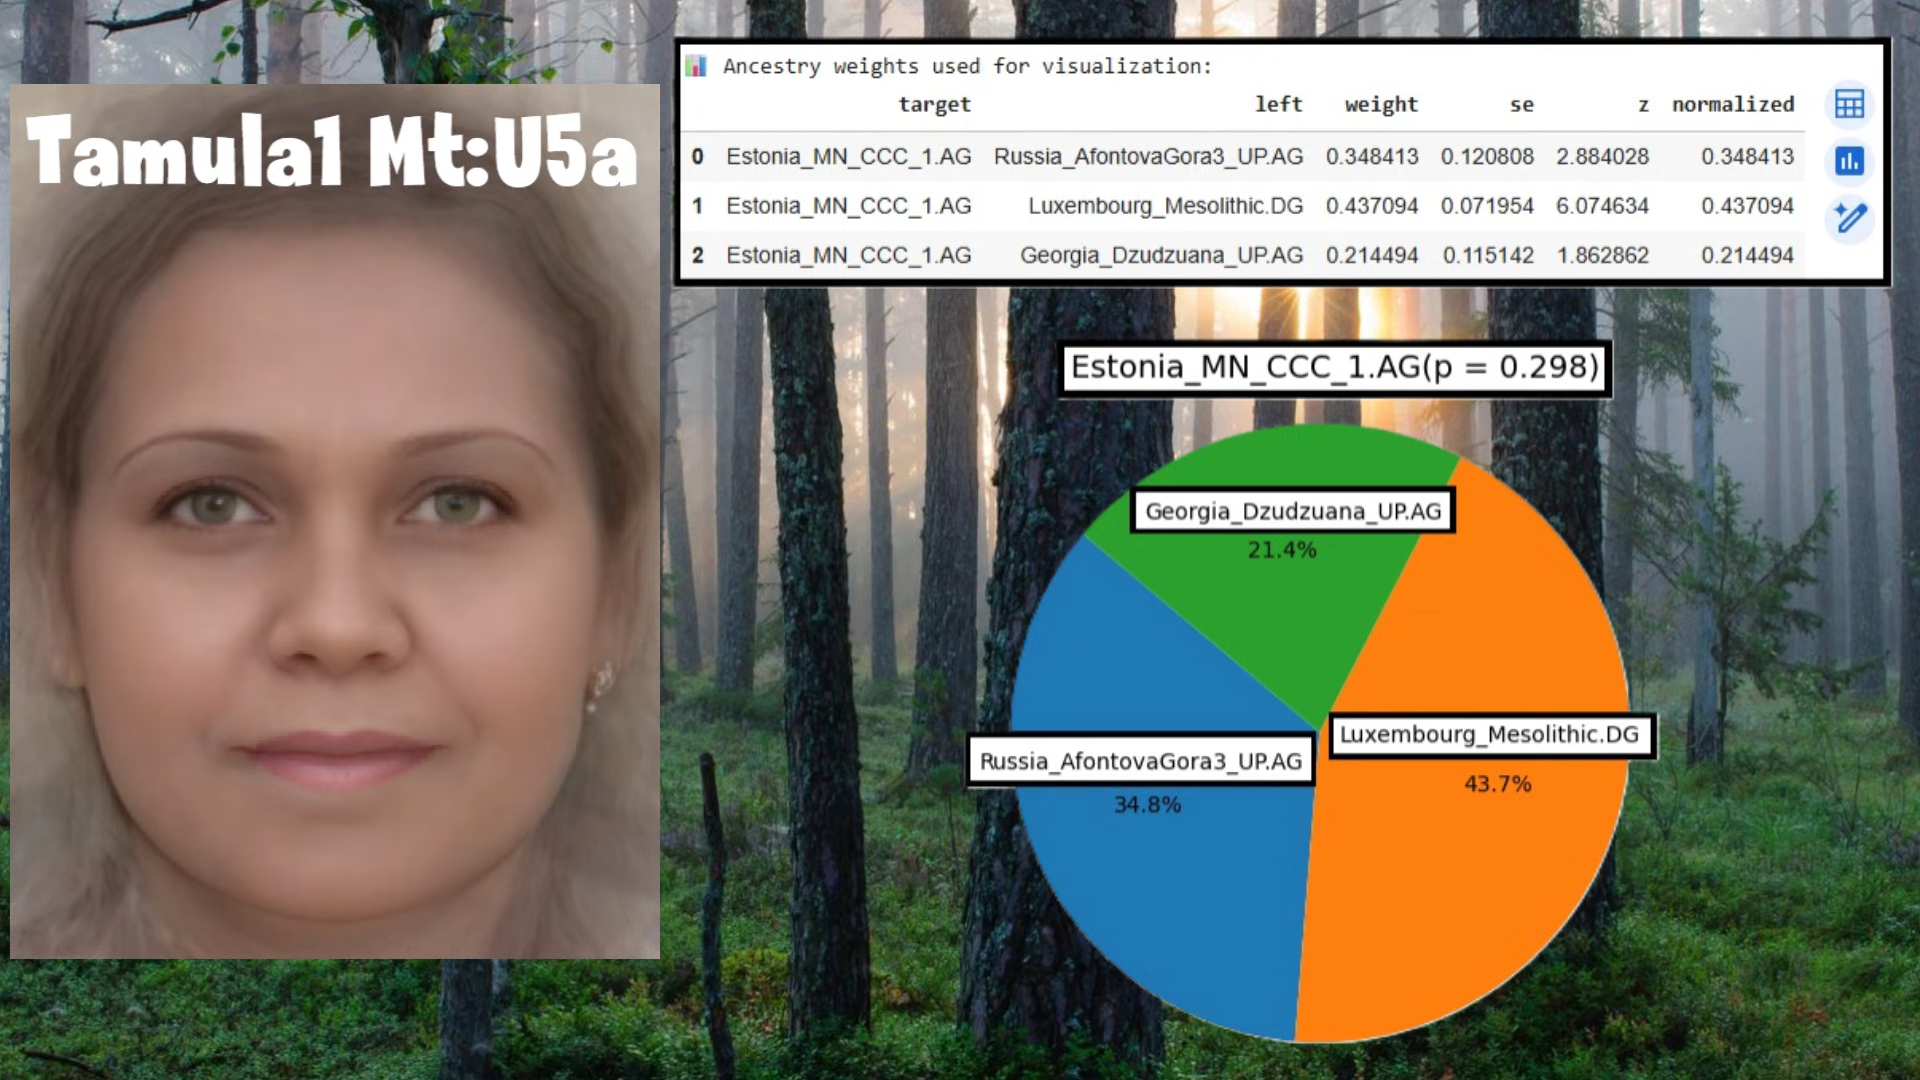 Tamula1 Mt:U5a
Ancestry weights used for visualization:
target left weight se z normalized
0 Estonia_MN_CCC_1.AG Russia_AfontovaGora3_UP.AG 0.348413 0.120808 2.884028 0.348413
1 Estonia_MN_CCC_1.AG Luxembourg_Mesolithic.DG 0.437094 0.071954 6.074634 0.437094
2 Estonia_MN_CCC_1.AG Georgia_Dzudzuana_UP.AG 0.214494 0.115142 1.862862 0.214494
Estonia_MN_CCC_1.AG(p = 0.298)
Georgia_Dzudzuana_UP.AG
21.4%
Luxembourg_Mesolithic.DG
43.7%
Russia_AfontovaGora3_UP.AG
34.8%